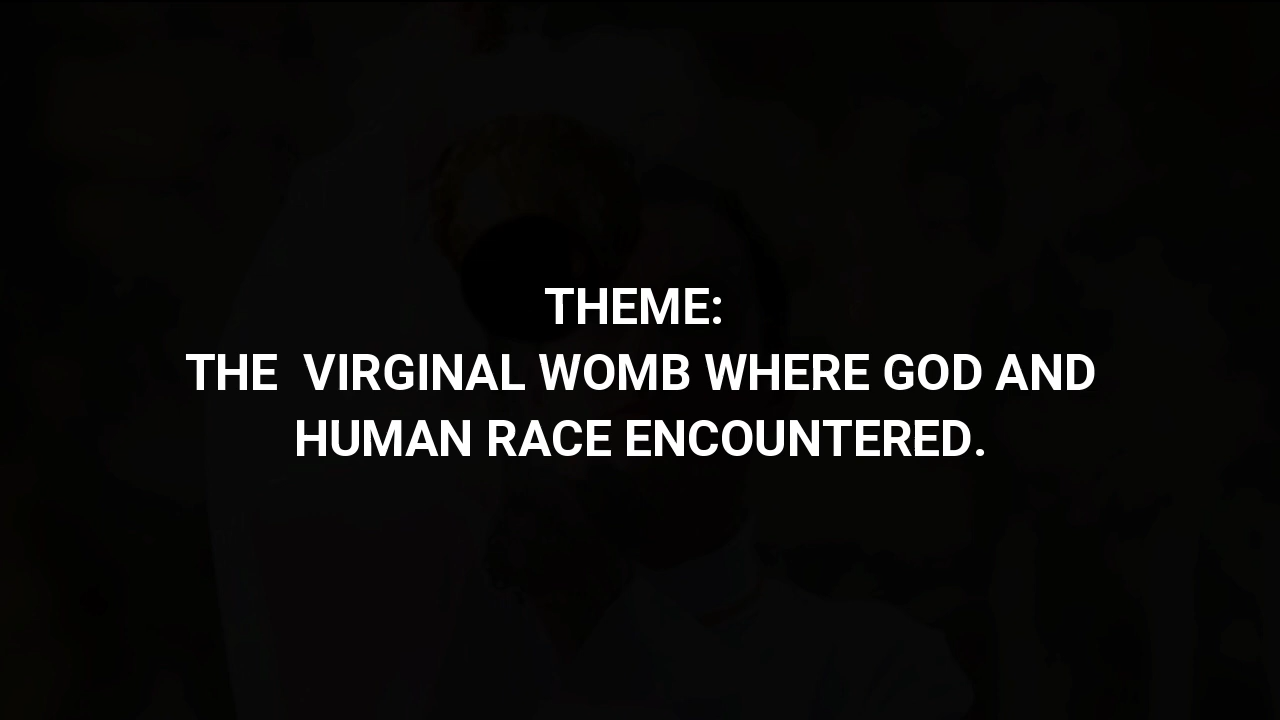 THEME:
THE  VIRGINAL WOMB WHERE GOD AND
HUMAN RACE ENCOUNTERED.